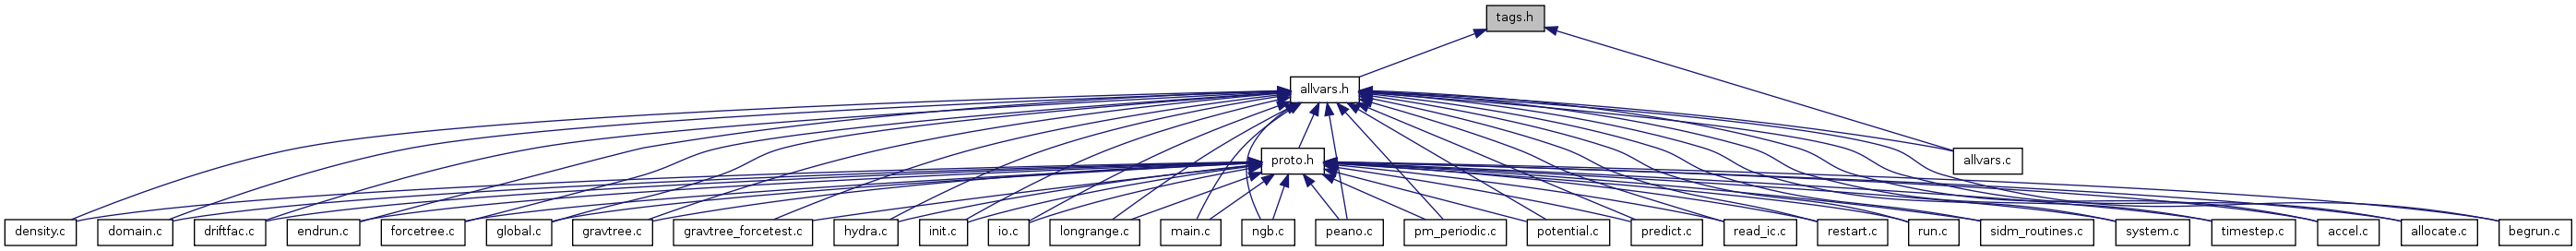 tags.h
allvars.h
proto.h
allvars.c
density.c
domain.c
driftfac.c
endrun.c
forcetree.c
global.c
gravtree.c
gravtree_forcetest.c
hydra.c
init.c
io.c
longrange.c
main.c
ngb.c
peano.c
pm_periodic.c
potential.c
predict.c
read_ic.c
restart.c
run.c
sidm_routines.c
system.c
timestep.c
accel.c
allocate.c
begrun.c